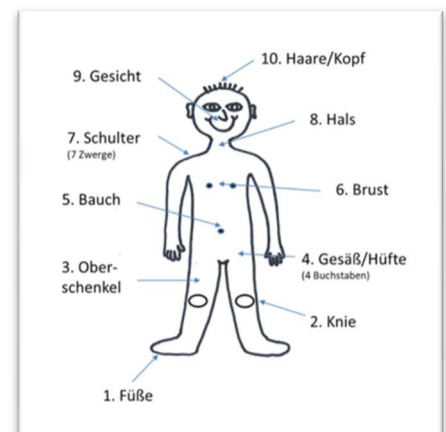 10. Haare/Kopf
9. Gesicht
8. Hals
7. Schulter
(7 Zwerge)
6. Brust
5. Bauch
4. Gesäß/Hüfte
(4 Buchstaben)
3. Ober-
schenkel
2. Knie
1. Füße